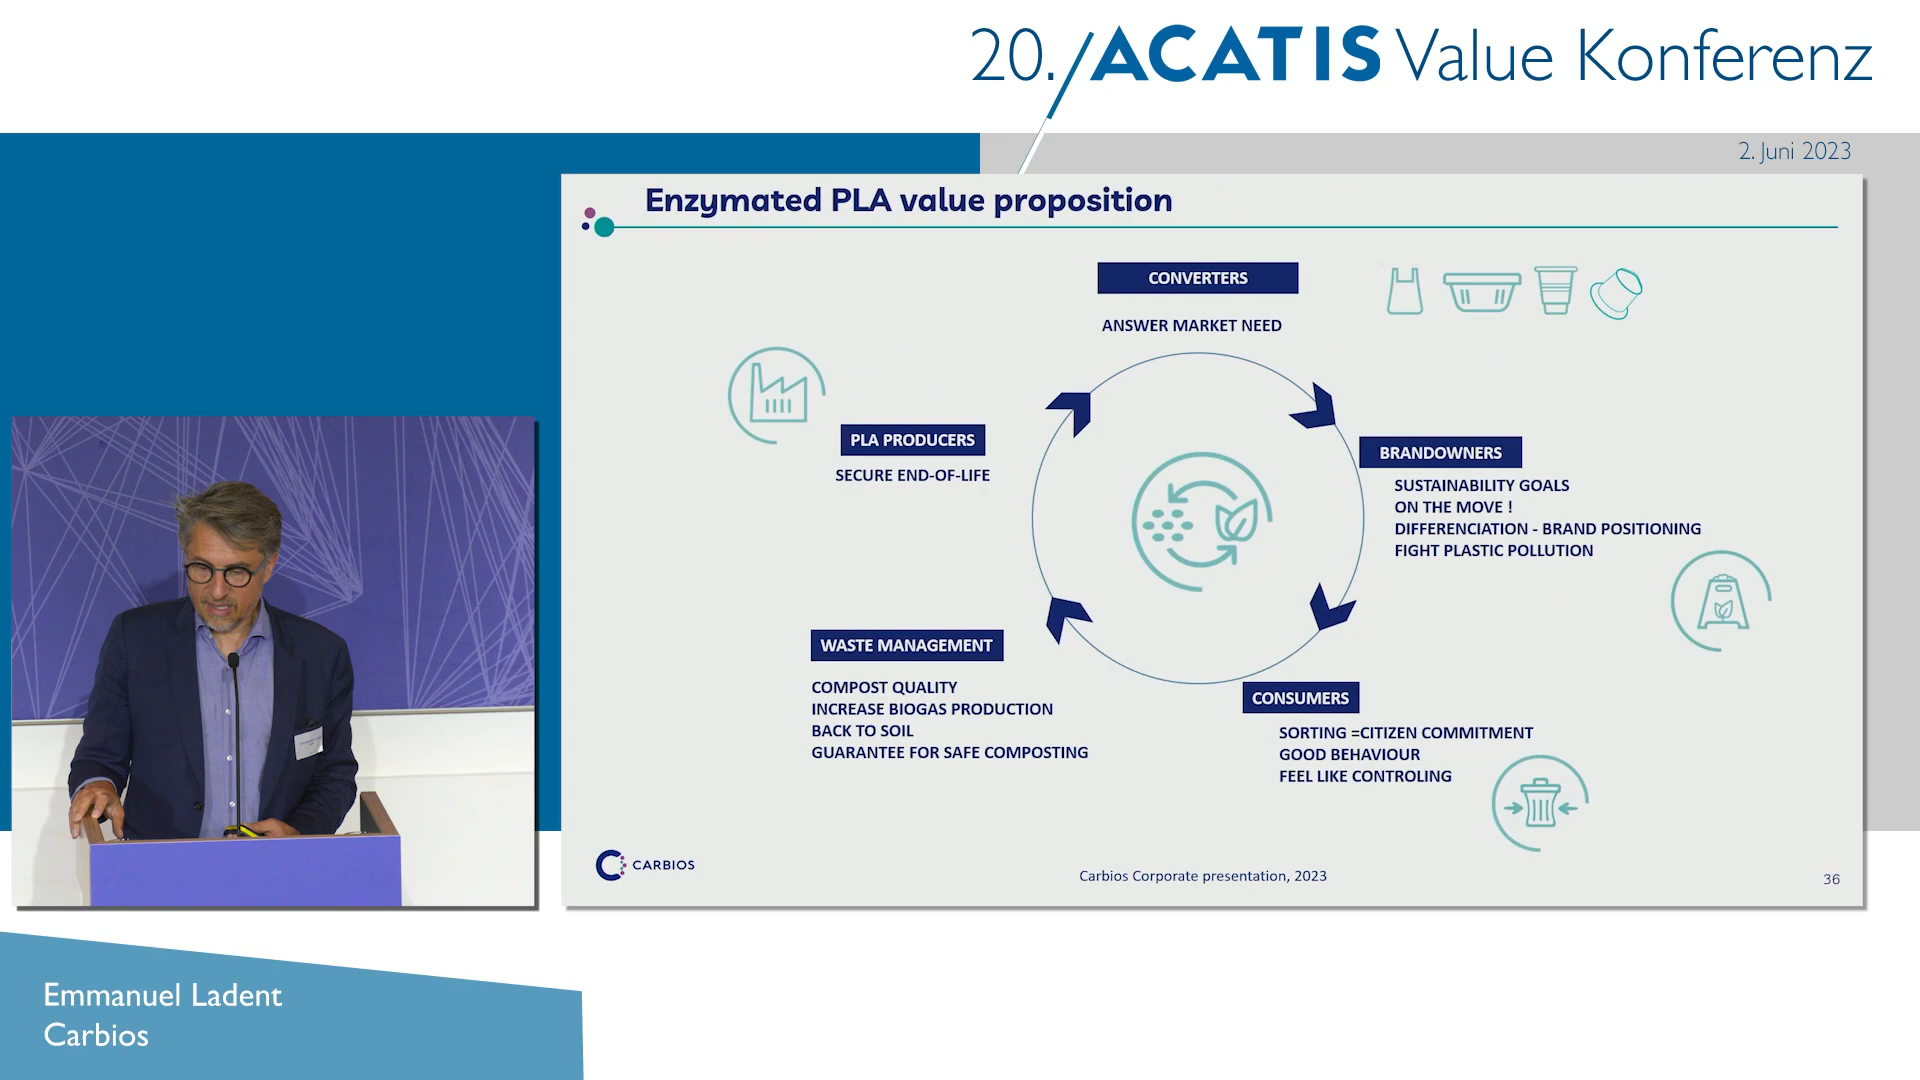 20. ACATIS Value Konferenz
2. Juni 2023
Enzymated PLA value proposition
CONVERTERS
ANSWER MARKET NEED
PLA PRODUCERS
SECURE END-OF-LIFE
BRANDOWNERS
SUSTAINABILITY GOALS
ON THE MOVE !
DIFFERENCIATION - BRAND POSITIONING
FIGHT PLASTIC POLLUTION
WASTE MANAGEMENT
COMPOST QUALITY
INCREASE BIOGAS PRODUCTION
BACK TO SOIL
GUARANTEE FOR SAFE COMPOSTING
CONSUMERS
SORTING =CITIZEN COMMITMENT
GOOD BEHAVIOUR
FEEL LIKE CONTROLING
CARBIOS
Carbios Corporate presentation, 2023
36
Emmanuel Ladent
Carbios